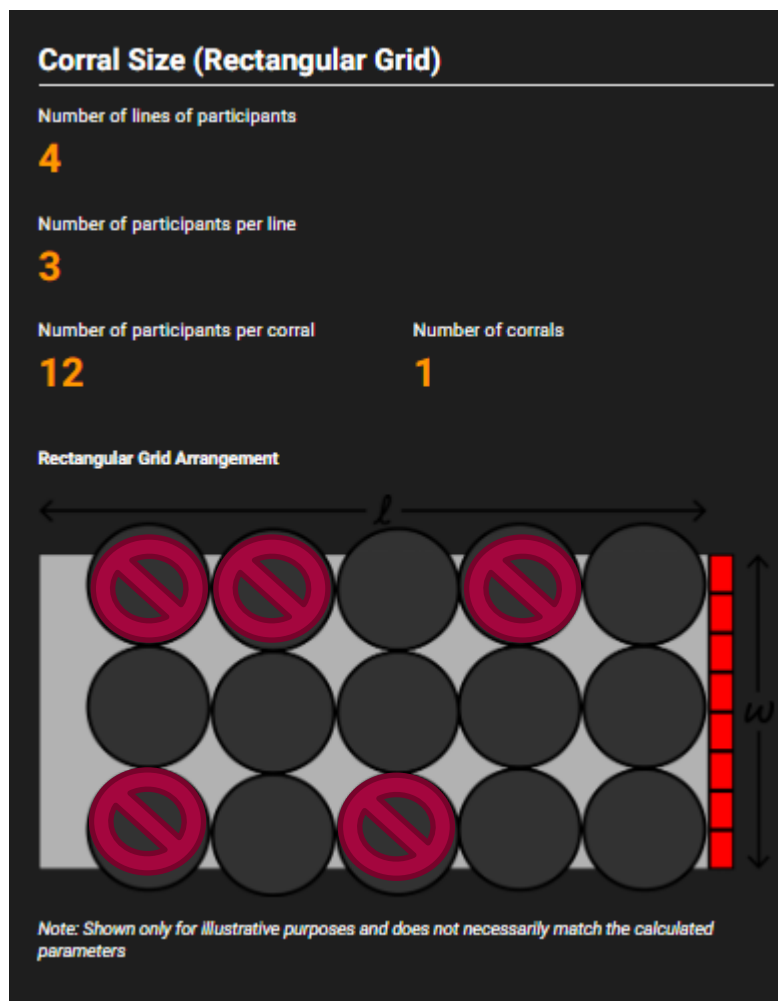 Corral Size (Rectangular Grid)
Number of lines of participants
4
Number of participants per line
3
Number of participants per corral
Number of corrals
12
1
Rectangular Grid Arrangement
ℓ
w
Note: Shown only for illustrative purposes and does not necessarily match the calculated
parameters